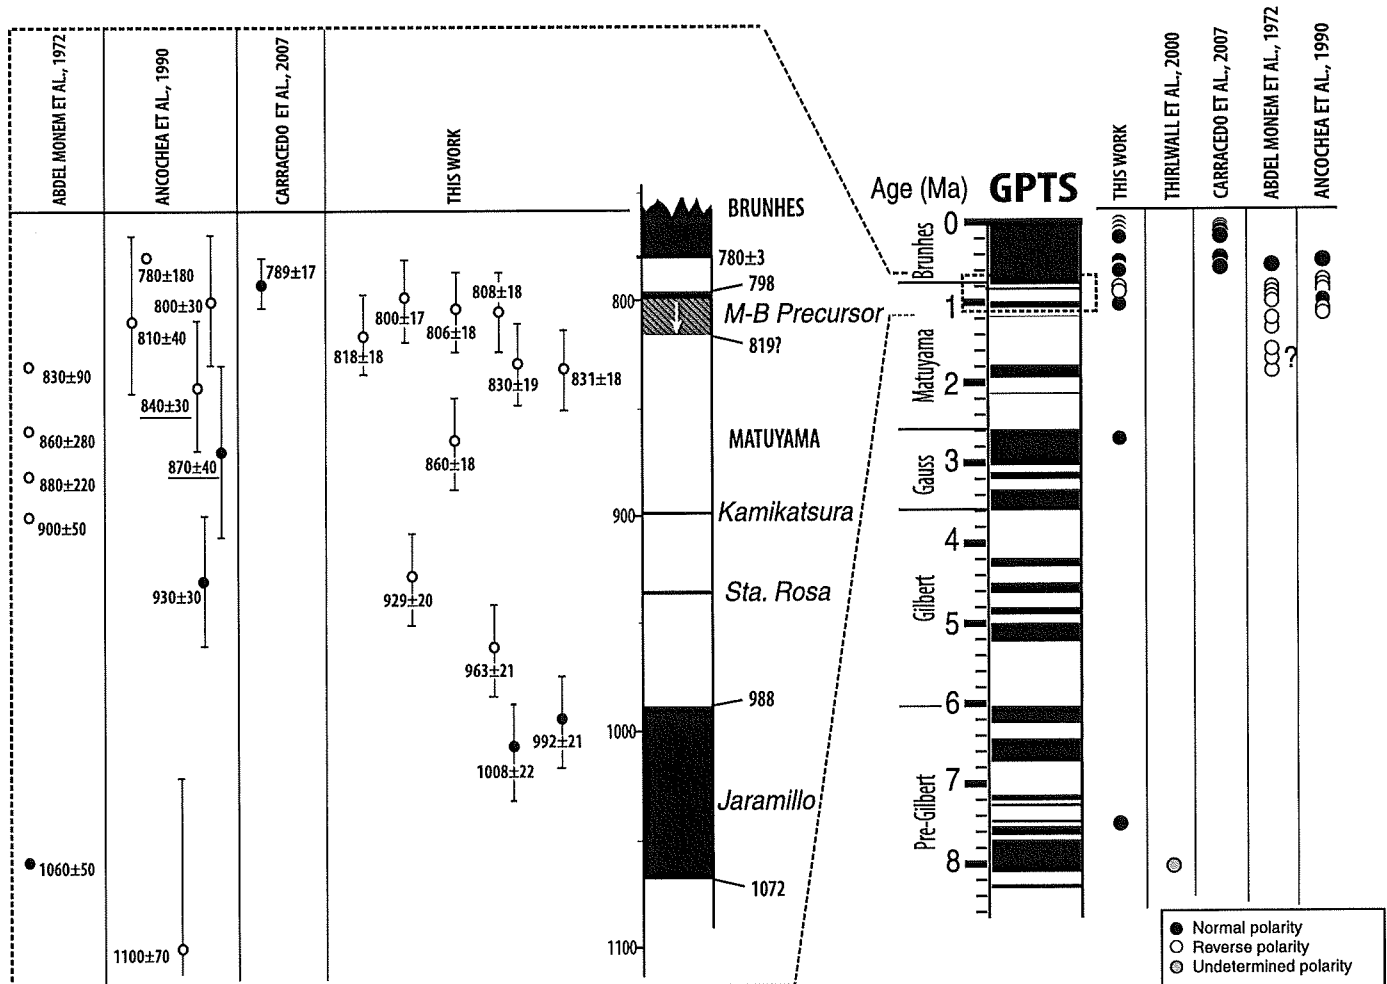 ABDEL MONEM ET AL., 1972
ANCOCHEA ET AL., 1990
CARRACEDO ET AL., 2007
THIS WORK
780±180
800±30
810±40
830±90
840±30
860±280
870±40
880±220
900±50
930±30
1060±50
1100±70
789±17
818±18
800±17
806±18
808±18
830±19
831±18
860±18
929±20
963±21
1008±22
992±21
800
900
1000
1100
BRUNHES
780±3
798
M-B Precursor
819?
MATUYAMA
Kamikatsura
Sta. Rosa
988
Jaramillo
1072
Age (Ma) GPTS
0
1
2
3
4
5
6
7
8
Brunhes
Matuyama
Gauss
Gilbert
Pre-Gilbert
THIS WORK
THIRLWALL ET AL., 2000
CARRACEDO ET AL., 2007
ABDEL MONEM ET AL., 1972
ANCOCHEA ET AL., 1990
?
Normal polarity
Reverse polarity
Undetermined polarity